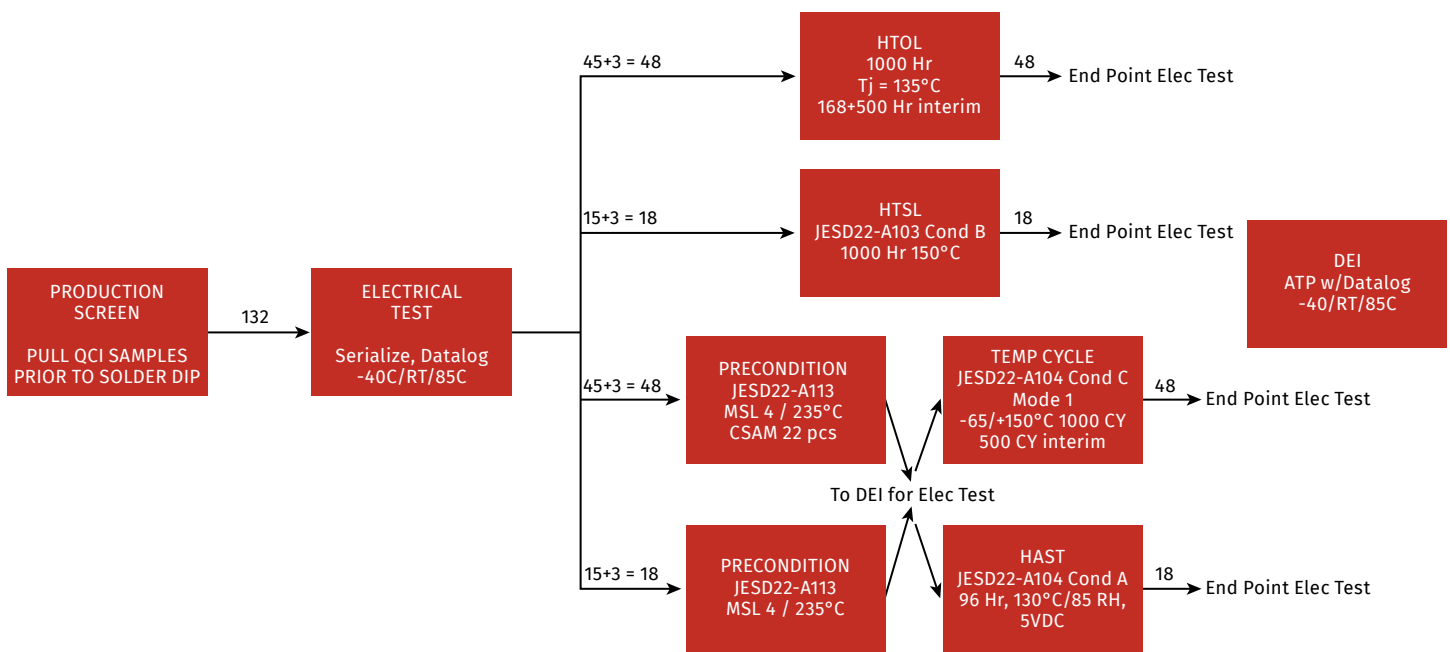 PRODUCTION
SCREEN
PULL QCI SAMPLES
PRIOR TO SOLDER DIP
132
ELECTRICAL
TEST
Serialize, Datalog
-40C/RT/85C
45+3 = 48
HTOL
1000 Hr
Tj = 135°C
168+500 Hr interim
48
End Point Elec Test
15+3 = 18
HTSL
JESD22-A103 Cond B
1000 Hr 150°C
18
End Point Elec Test
DEI
ATP w/Datalog
-40/RT/85C
45+3 = 48
PRECONDITION
JESD22-A113
MSL 4 / 235°C
CSAM 22 pcs
TEMP CYCLE
JESD22-A104 Cond C
Mode 1
-65/+150°C 1000 CY
500 CY interim
48
End Point Elec Test
To DEI for Elec Test
15+3 = 18
PRECONDITION
JESD22-A113
MSL 4 / 235°C
HAST
JESD22-A104 Cond A
96 Hr, 130°C/85 RH,
5VDC
18
End Point Elec Test